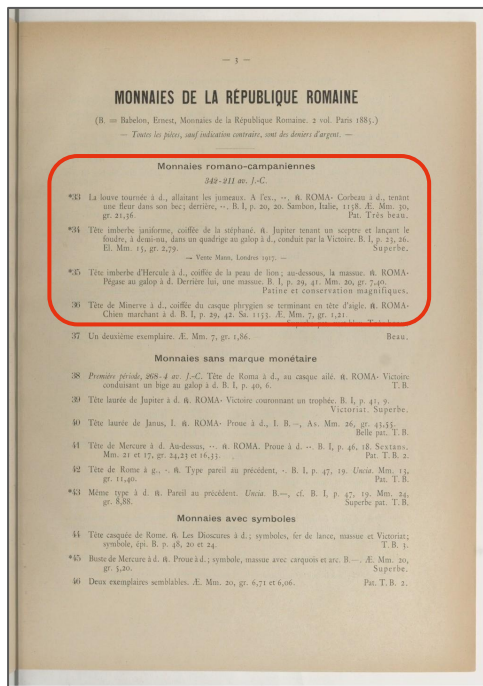 — 5 —
MONNAIES DE LA RÉPUBLIQUE ROMAINE
(B. = Babelon, Ernest, Monnaies de la République Romaine. 2 vol. Paris 1885.)
— Toutes les pièces, sauf indication contraire, sont des deniers d'argent. —
Monnaies romano-campaniennes
342-211 av. J.-C.
*33 La louve tournée à d., allaitant les jumeaux. A l'ex., ··. ℞. ROMA· Corbeau à d., tenant
une fleur dans son bec; derrière, ··. B. I, p. 20, 20. Sambon, Italie, 1158. Æ. Mm. 30,
gr. 21,36. Pat. Très beau.
*34 Tête imberbe janiforme, coiffée de la stéphané. ℞. Jupiter tenant un sceptre et lançant le
foudre, à demi-nu, dans un quadrige au galop à d., conduit par la Victoire. B. I, p. 23, 26.
El. Mm. 15, gr. 2,79. Superbe.
— Vente Mann, Londres 1917. —
*35 Tête imberbe d'Hercule à d., coiffée de la peau de lion; au-dessous, la massue. ℞. ROMA·
Pégase au galop à d. Derrière lui, une massue. B. I, p. 29, 41. Mm. 20, gr. 7,40.
Patine et conservation magnifiques.
36 Tête de Minerve à d., coiffée du casque phrygien se terminant en tête d'aigle. ℞. ROMA·
Chien marchant à d. B. I, p. 29, 42. Sa. 1153. Æ. Mm. 7, gr. 1,21.
37 Un deuxième exemplaire. Æ. Mm. 7, gr. 1,86. Beau.
Monnaies sans marque monétaire
38 Première période, 268-4 av. J.-C. Tête de Roma à d., au casque ailé. ℞. ROMA· Victoire
conduisant un bige au galop à d. B. I, p. 40, 6. T. B.
39 Tête laurée de Jupiter à d. ℞. ROMA· Victoire couronnant un trophée. B. I, p. 41, 9.
Victoriat. Superbe.
40 Tête laurée de Janus, I. ℞. ROMA· Proue à d., I. B. —, As. Mm. 26, gr. 43,55.
Belle pat. T. B.
41 Tête de Mercure à d. Au-dessus, ··. ℞. ROMA. Proue à d. ··. B. I, p. 46, 18. Sextans.
Mm. 21 et 17, gr. 24,23 et 16,33. Pat. T. B. 2.
42 Tête de Rome à g., ·. ℞. Type pareil au précédent, ·. B. I, p. 47, 19. Uncia. Mm. 13,
gr. 11,40. Pat. T. B.
*43 Même type à d. ℞. Pareil au précédent. Uncia. B.—, cf. B. I, p. 47, 19. Mm. 24,
gr. 8,88. Superbe pat. T. B.
Monnaies avec symboles
44 Tête casquée de Rome. ℞. Les Dioscures à d.; symboles, fer de lance, massue et Victoriat;
symbole, épi. B. p. 48, 20 et 24. T. B. 3.
*45 Buste de Mercure à d. ℞. Proue à d.; symbole, massue avec carquois et arc. B —. Æ. Mm. 20,
gr. 5,20. Superbe.
46 Deux exemplaires semblables. Æ. Mm. 20, gr. 6,71 et 6,06. Pat. T. B. 2.